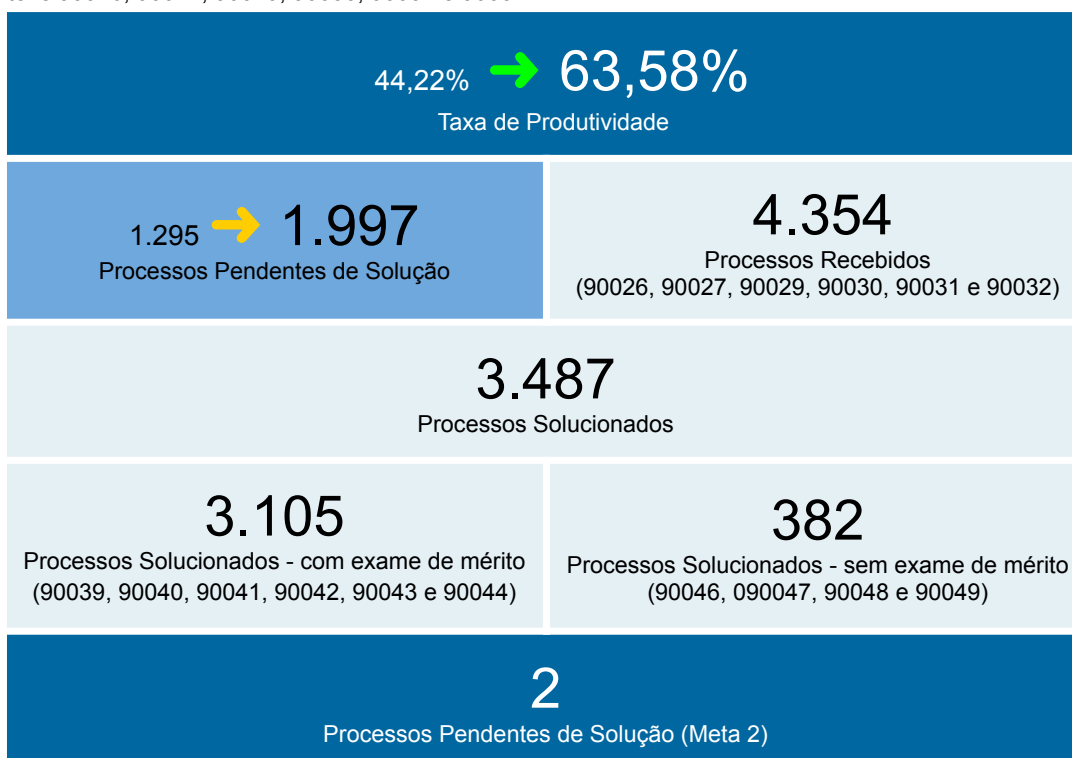 44,22% ➜ 63,58%
Taxa de Produtividade
1.295 ➜ 1.997
Processos Pendentes de Solução
4.354
Processos Recebidos
(90026, 90027, 90029, 90030, 90031 e 90032)
3.487
Processos Solucionados
3.105
Processos Solucionados - com exame de mérito
(90039, 90040, 90041, 90042, 90043 e 90044)
382
Processos Solucionados - sem exame de mérito
(90046, 090047, 90048 e 90049)
2
Processos Pendentes de Solução (Meta 2)